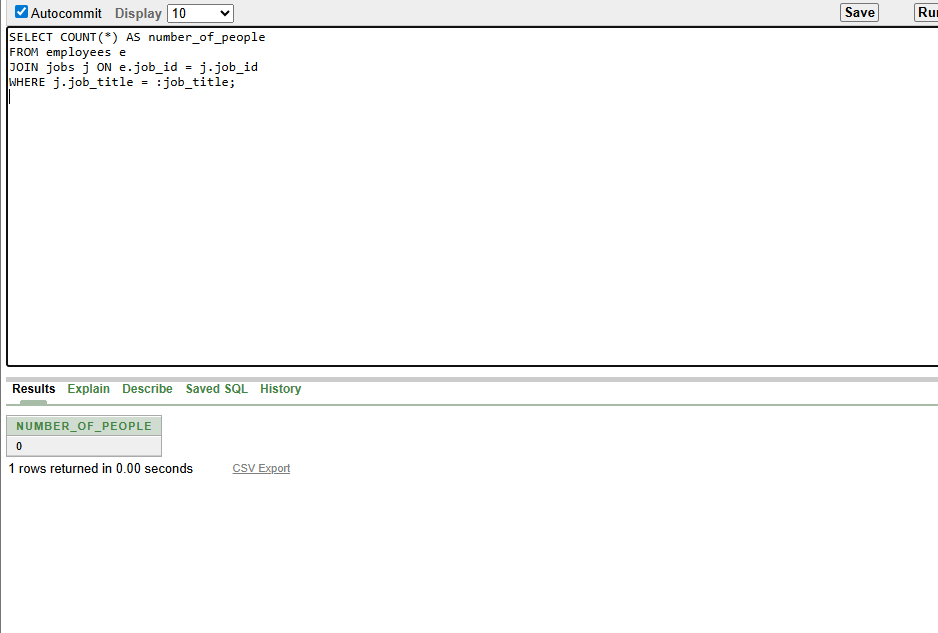 Autocommit Display 10 Save Run
SELECT COUNT(*) AS number_of_people
FROM employees e
JOIN jobs j ON e.job_id = j.job_id
WHERE j.job_title = :job_title;
Results Explain Describe Saved SQL History
NUMBER_OF_PEOPLE
0
1 rows returned in 0.00 seconds CSV Export